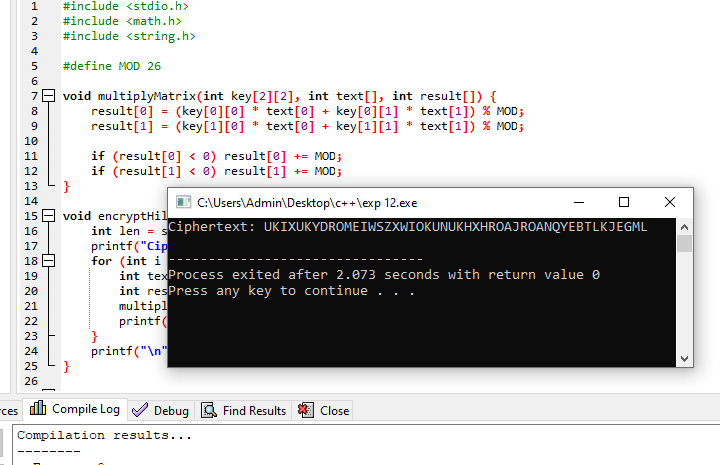 1 #include <stdio.h>
2 #include <math.h>
3 #include <string.h>
4
5 #define MOD 26
6
7 void multiplyMatrix(int key[2][2], int text[], int result[]) {
8 result[0] = (key[0][0] * text[0] + key[0][1] * text[1]) % MOD;
9 result[1] = (key[1][0] * text[0] + key[1][1] * text[1]) % MOD;
10
11 if (result[0] < 0) result[0] += MOD;
12 if (result[1] < 0) result[1] += MOD;
13 }
14
15 void encryptHil
16 int len = s
17 printf("Cip
18 for (int i
19 int tex
20 int res
21 multipl
22 printf(
23 }
24 printf("\n"
25 }
26
C:\Users\Admin\Desktop\c++\exp 12.exe
Ciphertext: UKIXUKYDROMEIWSZXWIOKUNUKHXHROAJROANQYEBTLKJEGML
--------------------------------
Process exited after 2.073 seconds with return value 0
Press any key to continue . . .
rces Compile Log Debug Find Results Close
Compilation results...
--------